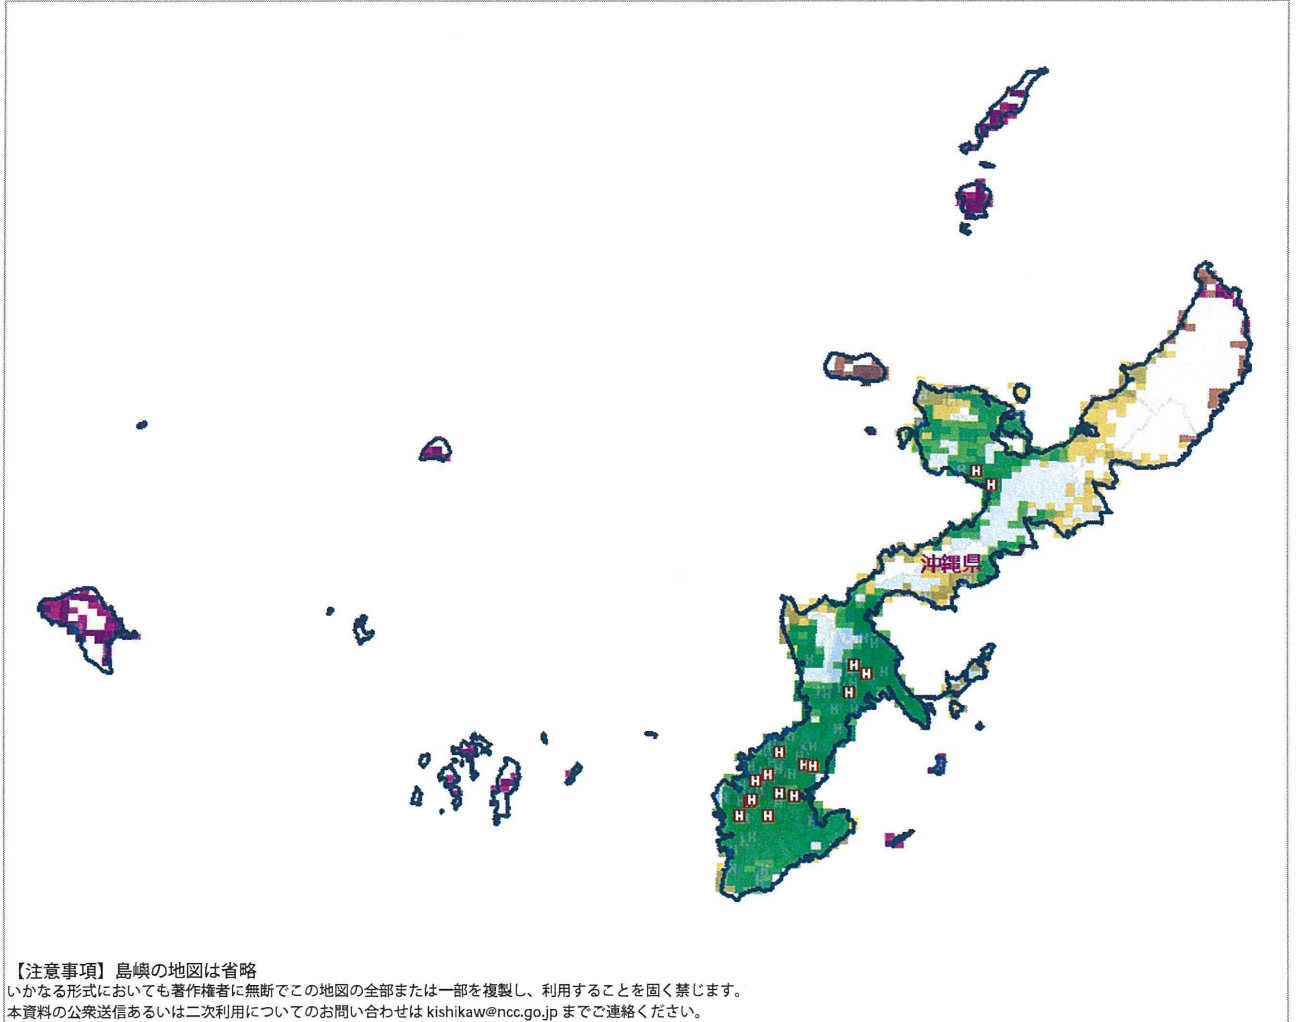 H
H
沖縄県
H
H
H
H
H H
H
H
H H
H
H
H
【注意事項】島嶼の地図は省略
いかなる形式においても著作権者に無断でこの地図の全部または一部を複製し、利用することを固く禁じます。
本資料の公衆送信あるいは二次利用についてのお問い合わせは kishikaw@ncc.go.jp までご連絡ください。